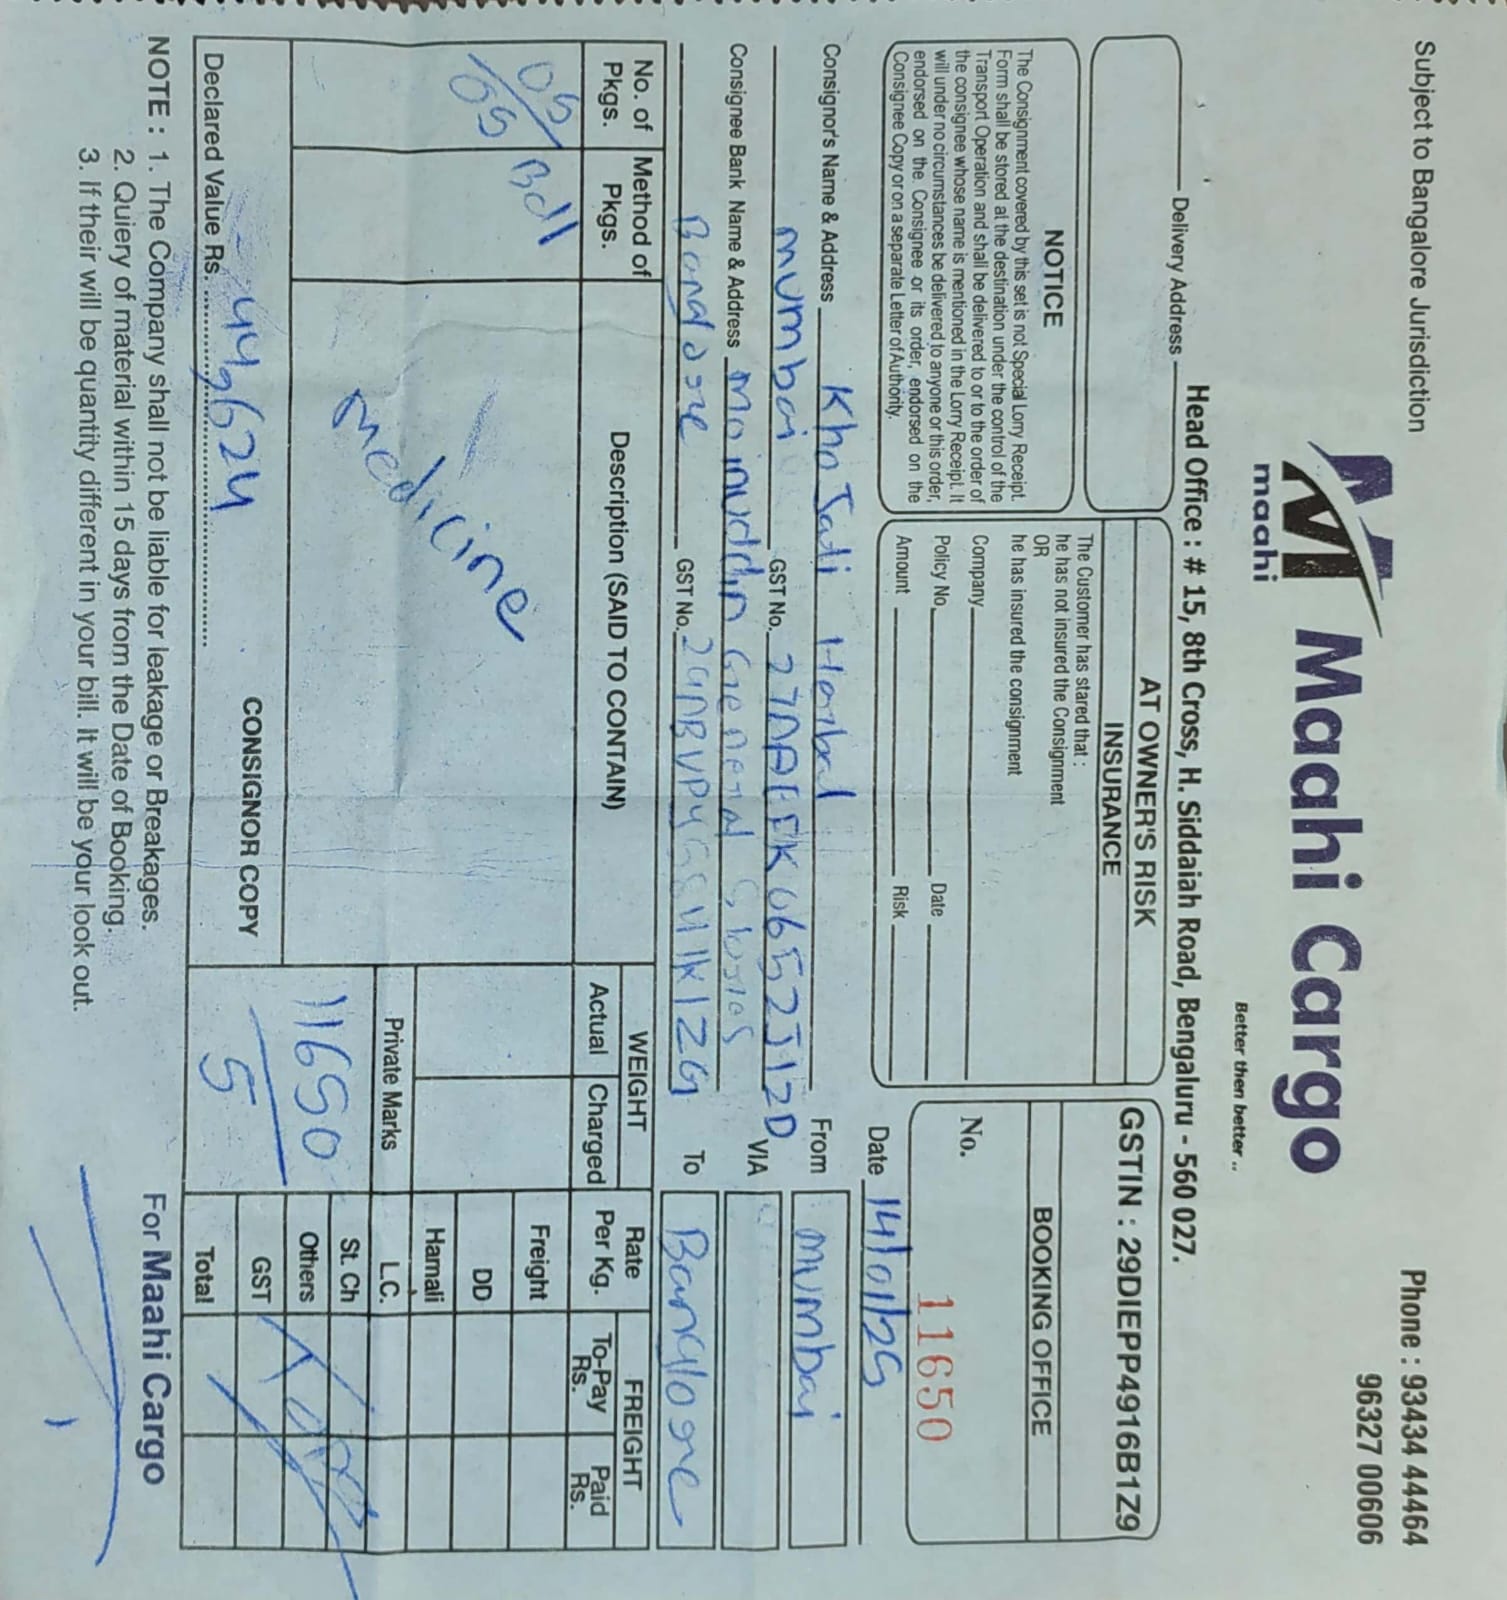 Subject to Bangalore Jurisdiction
Phone : 93434 44464
96327 00606
maahi
Maahi Cargo
Better then better ..
Head Office : # 15, 8th Cross, H. Siddaiah Road, Bengaluru - 560 027.
Delivery Address
AT OWNER'S RISK
INSURANCE
GSTIN : 29DIEPP4916B1Z9
BOOKING OFFICE
No. 11650
NOTICE
The Consignment covered by this set is not Special Lorry Receipt.
Form shall be stored at the destination under the control of the
Transport Operation and shall be delivered to or to the order of
the consignee whose name is mentioned in the Lorry Receipt. It
will under no circumstances be delivered to anyone or this order,
endorsed on the. Consignee or its order, endorsed on the
Consignee Copy or on a separate Letter of Authority.
The Customer has stared that :
he has not insured the Consignment
OR
he has insured the consignment
Company
Policy No. Date
Amount Risk
Date 14/01/25
Consignor's Name & Address Khojati Herbal
From Mumbai
Mumbai GST No. 27AAEEK0652J1ZD
VIA
Consignee Bank Name & Address Moinuddin General Stores
Banglore GST No.
To Banglore
No. of Pkgs. Method of Pkgs. Description (SAID TO CONTAIN) WEIGHT Rate Per Kg. FREIGHT
Actual Charged To-Pay Rs. Paid Rs.
05/05 Bdl
Medicine
Freight
DD
Hamali
Private Marks L.C.
11650
5
St. Ch
Others
GST
Total
CONSIGNOR COPY
Declared Value Rs. 449624
NOTE : 1. The Company shall not be liable for leakage or Breakages.
2. Quiery of material within 15 days from the Date of Booking.
3. If their will be quantity different in your bill. It will be your look out.
For Maahi Cargo